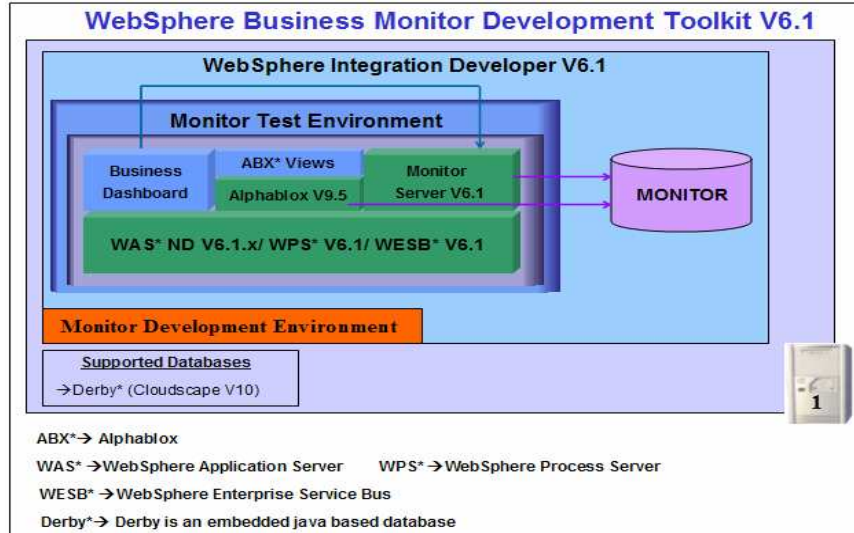 WebSphere Business Monitor Development Toolkit V6.1
WebSphere Integration Developer V6.1
Monitor Test Environment
Business
Dashboard
ABX* Views
Alphablox V9.5
Monitor
Server V6.1
MONITOR
WAS* ND V6.1.x/ WPS* V6.1/ WESB* V6.1
Monitor Development Environment
Supported Databases
→Derby* (Cloudscape V10)
1
ABX*→ Alphablox
WAS* →WebSphere Application Server WPS* →WebSphere Process Server
WESB* →WebSphere Enterprise Service Bus
Derby*→ Derby is an embedded java based database